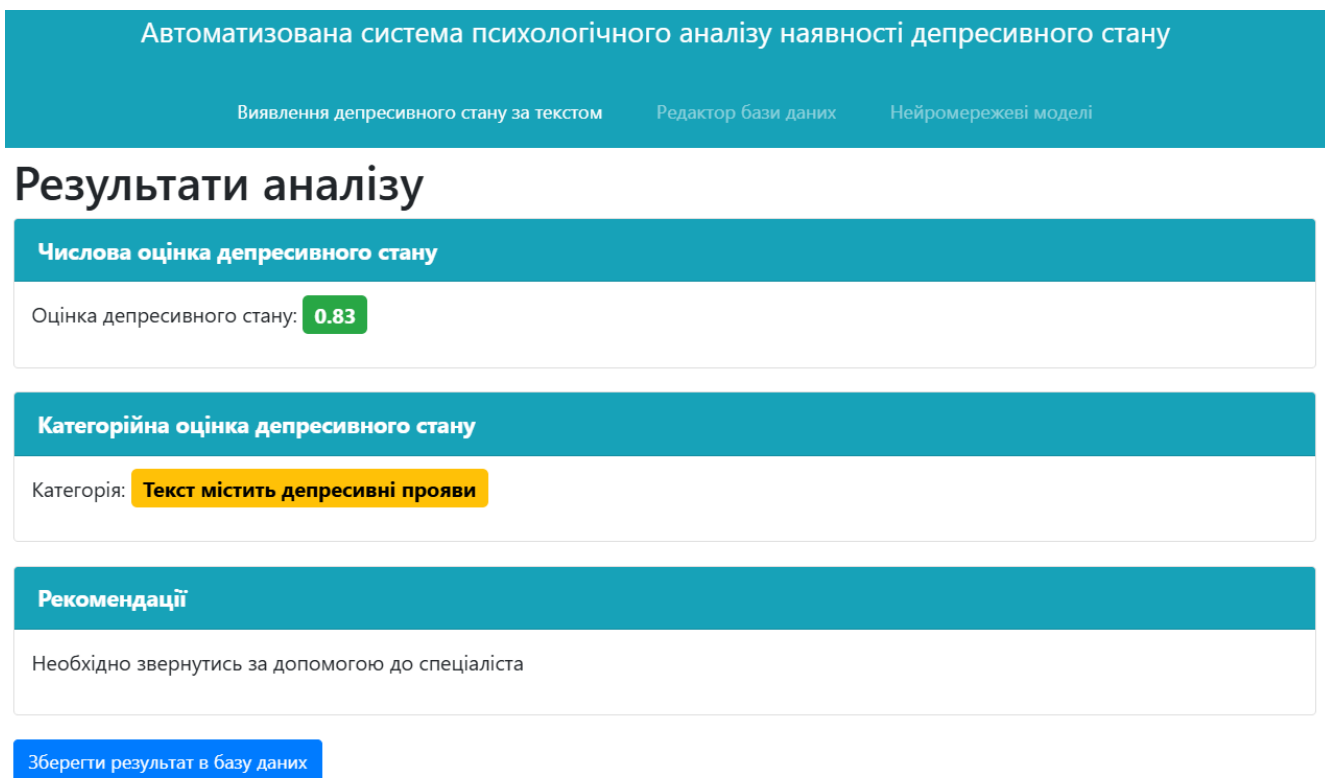 Автоматизована система психологічного аналізу наявності депресивного стану
Виявлення депресивного стану за текстом Редактор бази даних Нейромережеві моделі
Результати аналізу
Числова оцінка депресивного стану
Оцінка депресивного стану: 0.83
Категорійна оцінка депресивного стану
Категорія: Текст містить депресивні прояви
Рекомендації
Необхідно звернутись за допомогою до спеціаліста
Зберегти результат в базу даних